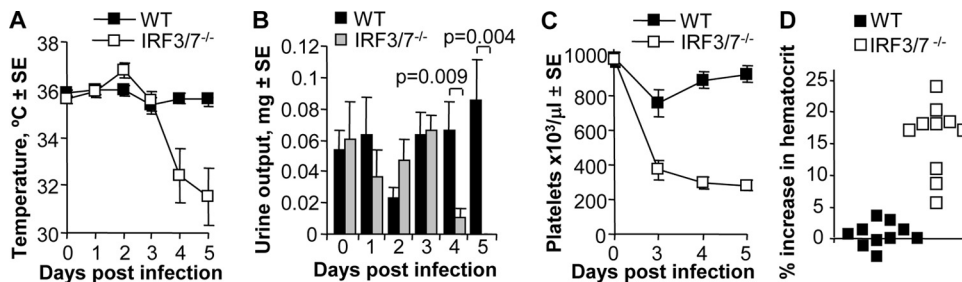 A
WT
IRF3/7-/-
Temperature, ºC ± SE
38
36
34
32
30
0 1 2 3 4 5
Days post infection
B
WT
IRF3/7-/-
p=0.004
p=0.009
Urine output, mg ± SE
0.12
0.1
0.08
0.06
0.04
0.02
0
0 1 2 3 4 5
Days post infection
C
WT
IRF3/7-/-
Platelets x10³/µl ± SE
1000
800
600
400
200
0
0 3 4 5
Days post infection
D
WT
IRF3/7 -/-
% increase in hematocrit
25
20
15
10
5
0